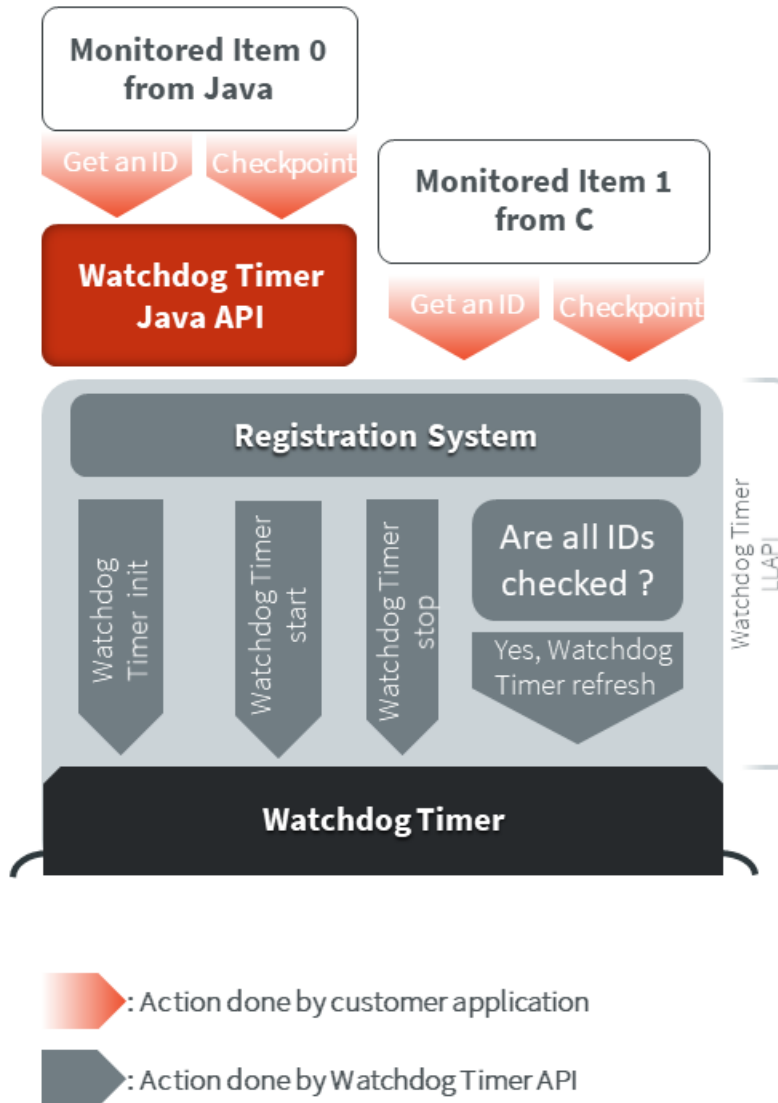 Monitored Item 0
from Java
Get an ID
Checkpoint
Monitored Item 1
from C
Watchdog Timer
Java API
Get an ID
Checkpoint
Registration System
Watchdog
Timer init
Watchdog Timer
start
Watchdog Timer
stop
Are all IDs
checked ?
Yes, Watchdog
Timer refresh
Watchdog Timer
LLAPI
Watchdog Timer
: Action done by customer application
: Action done by Watchdog Timer API